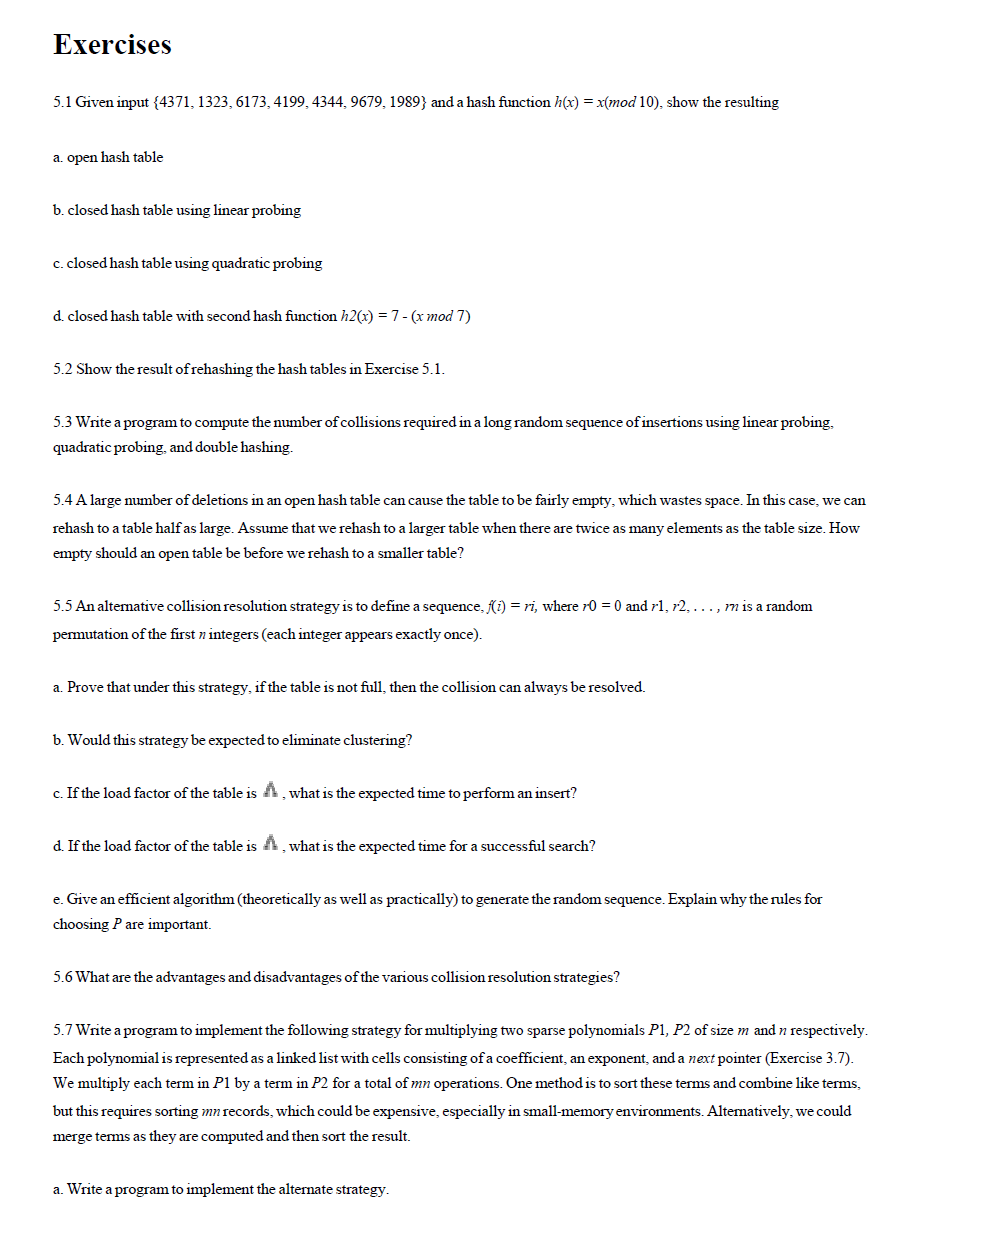 Exercises
5.1 Given input {4371, 1323, 6173, 4199, 4344, 9679, 1989} and a hash function h(x) = x(mod 10), show the resulting
a. open hash table
b. closed hash table using linear probing
c. closed hash table using quadratic probing
d. closed hash table with second hash function h2(x) = 7 - (x mod 7)
5.2 Show the result of rehashing the hash tables in Exercise 5.1.
5.3 Write a program to compute the number of collisions required in a long random sequence of insertions using linear probing,
quadratic probing, and double hashing.
5.4 A large number of deletions in an open hash table can cause the table to be fairly empty, which wastes space. In this case, we can
rehash to a table half as large. Assume that we rehash to a larger table when there are twice as many elements as the table size. How
empty should an open table be before we rehash to a smaller table?
5.5 An alternative collision resolution strategy is to define a sequence, f(i) = ri, where r0 = 0 and r1, r2, . . . , rn is a random
permutation of the first n integers (each integer appears exactly once).
a. Prove that under this strategy, if the table is not full, then the collision can always be resolved.
b. Would this strategy be expected to eliminate clustering?
c. If the load factor of the table is , what is the expected time to perform an insert?
d. If the load factor of the table is , what is the expected time for a successful search?
e. Give an efficient algorithm (theoretically as well as practically) to generate the random sequence. Explain why the rules for
choosing P are important.
5.6 What are the advantages and disadvantages of the various collision resolution strategies?
5.7 Write a program to implement the following strategy for multiplying two sparse polynomials P1, P2 of size m and n respectively.
Each polynomial is represented as a linked list with cells consisting of a coefficient, an exponent, and a next pointer (Exercise 3.7).
We multiply each term in P1 by a term in P2 for a total of mn operations. One method is to sort these terms and combine like terms,
but this requires sorting mn records, which could be expensive, especially in small-memory environments. Alternatively, we could
merge terms as they are computed and then sort the result.
a. Write a program to implement the alternate strategy.